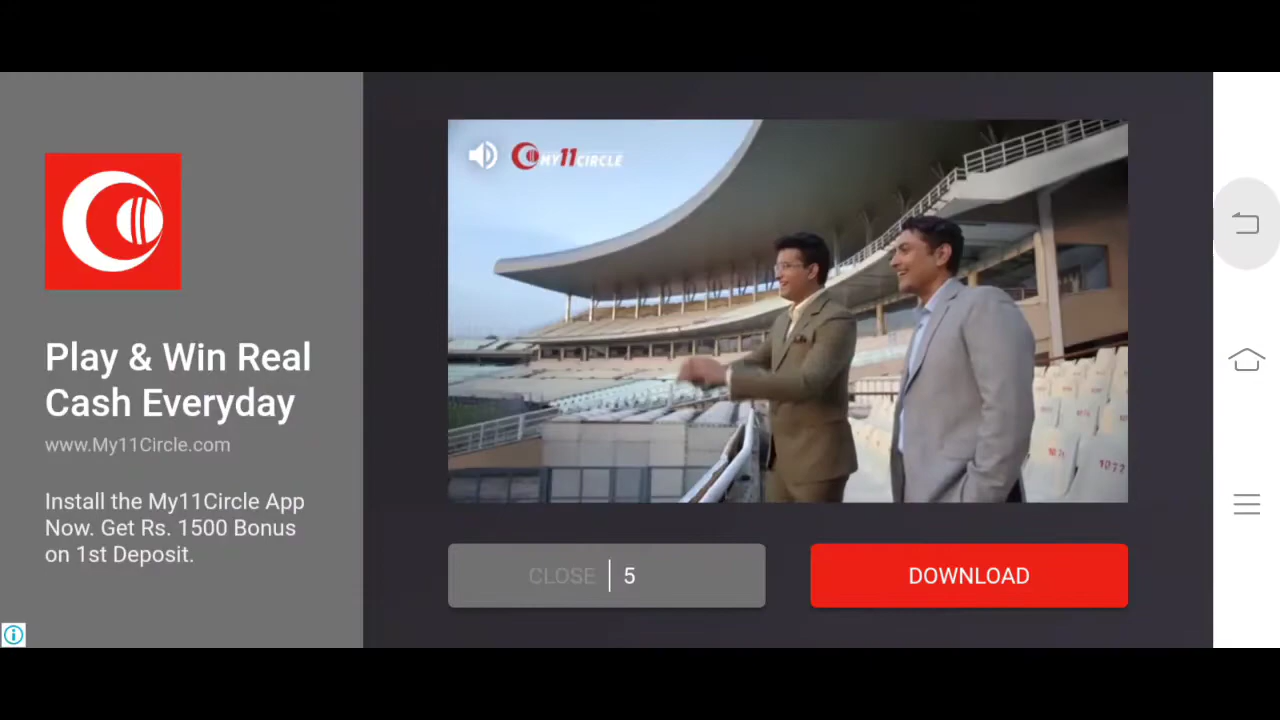 MY11CIRCLE
Play & Win Real
Cash Everyday
www.My11Circle.com
Install the My11Circle App
Now. Get Rs. 1500 Bonus
on 1st Deposit.
CLOSE | 5
DOWNLOAD
1072